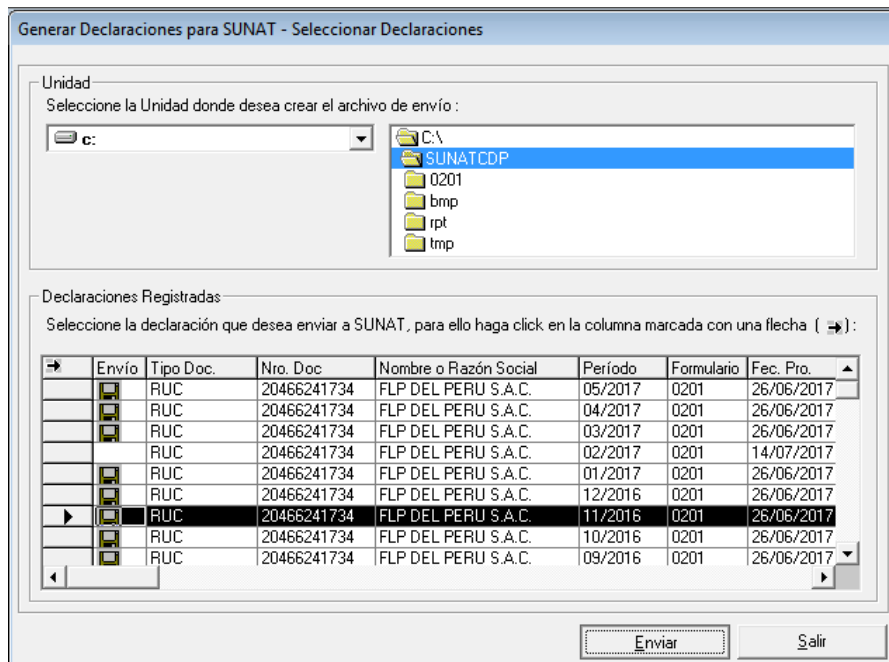 Generar Declaraciones para SUNAT - Seleccionar Declaraciones
Unidad
Seleccione la Unidad donde desea crear el archivo de envío :
c:
C:\
SUNATCDP
0201
bmp
rpt
tmp
Declaraciones Registradas
Seleccione la declaración que desea enviar a SUNAT, para ello haga click en la columna marcada con una flecha ( ):
Envío Tipo Doc. Nro. Doc Nombre o Razón Social Período Formulario Fec. Pro.
RUC 20466241734 FLP DEL PERU S.A.C. 05/2017 0201 26/06/2017
RUC 20466241734 FLP DEL PERU S.A.C. 04/2017 0201 26/06/2017
RUC 20466241734 FLP DEL PERU S.A.C. 03/2017 0201 26/06/2017
RUC 20466241734 FLP DEL PERU S.A.C. 02/2017 0201 14/07/2017
RUC 20466241734 FLP DEL PERU S.A.C. 01/2017 0201 26/06/2017
RUC 20466241734 FLP DEL PERU S.A.C. 12/2016 0201 26/06/2017
RUC 20466241734 FLP DEL PERU S.A.C. 11/2016 0201 26/06/2017
RUC 20466241734 FLP DEL PERU S.A.C. 10/2016 0201 26/06/2017
RUC 20466241734 FLP DEL PERU S.A.C. 09/2016 0201 26/06/2017
Enviar Salir